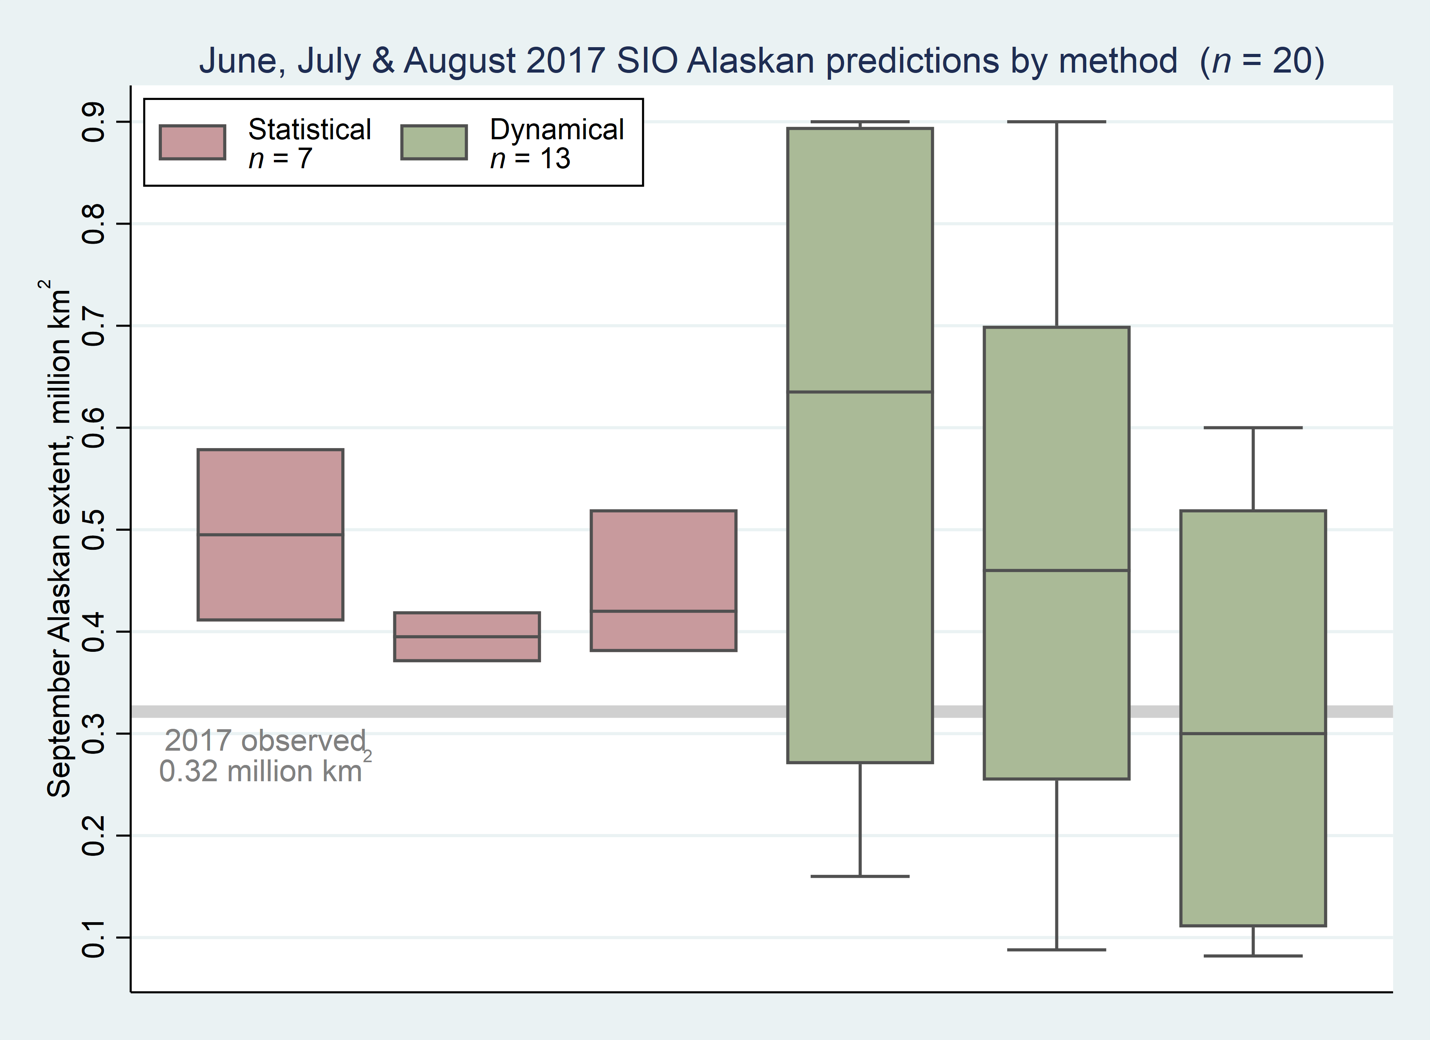 June, July & August 2017 SIO Alaskan predictions by method (n = 20)
Statistical
n = 7
Dynamical
n = 13
September Alaskan extent, million km²
0.9
0.8
0.7
0.6
0.5
0.4
0.3
0.2
0.1
2017 observed
0.32 million km²